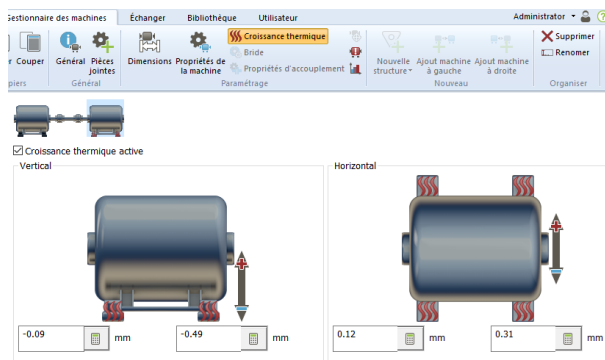 Gestionnaire des machines Échanger Bibliothèque Utilisateur Administrator
Couper Général Pièces jointes Dimensions Propriétés de la machine Croissance thermique Bride Propriétés d'accouplement Nouvelle structure Ajout machine à gauche Ajout machine à droite Supprimer Renomer
piers Général Paramétrage Nouveau Organiser
Croissance thermique active
Vertical Horizontal
-0.09 mm -0.49 mm 0.12 mm 0.31 mm